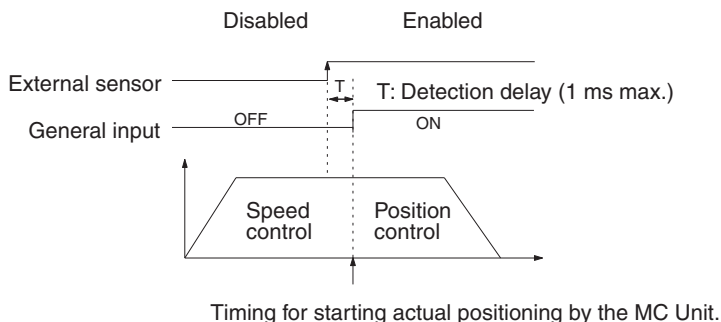 Disabled Enabled
External sensor
T
T: Detection delay (1 ms max.)
General input
OFF ON
Speed control
Position control
Timing for starting actual positioning by the MC Unit.